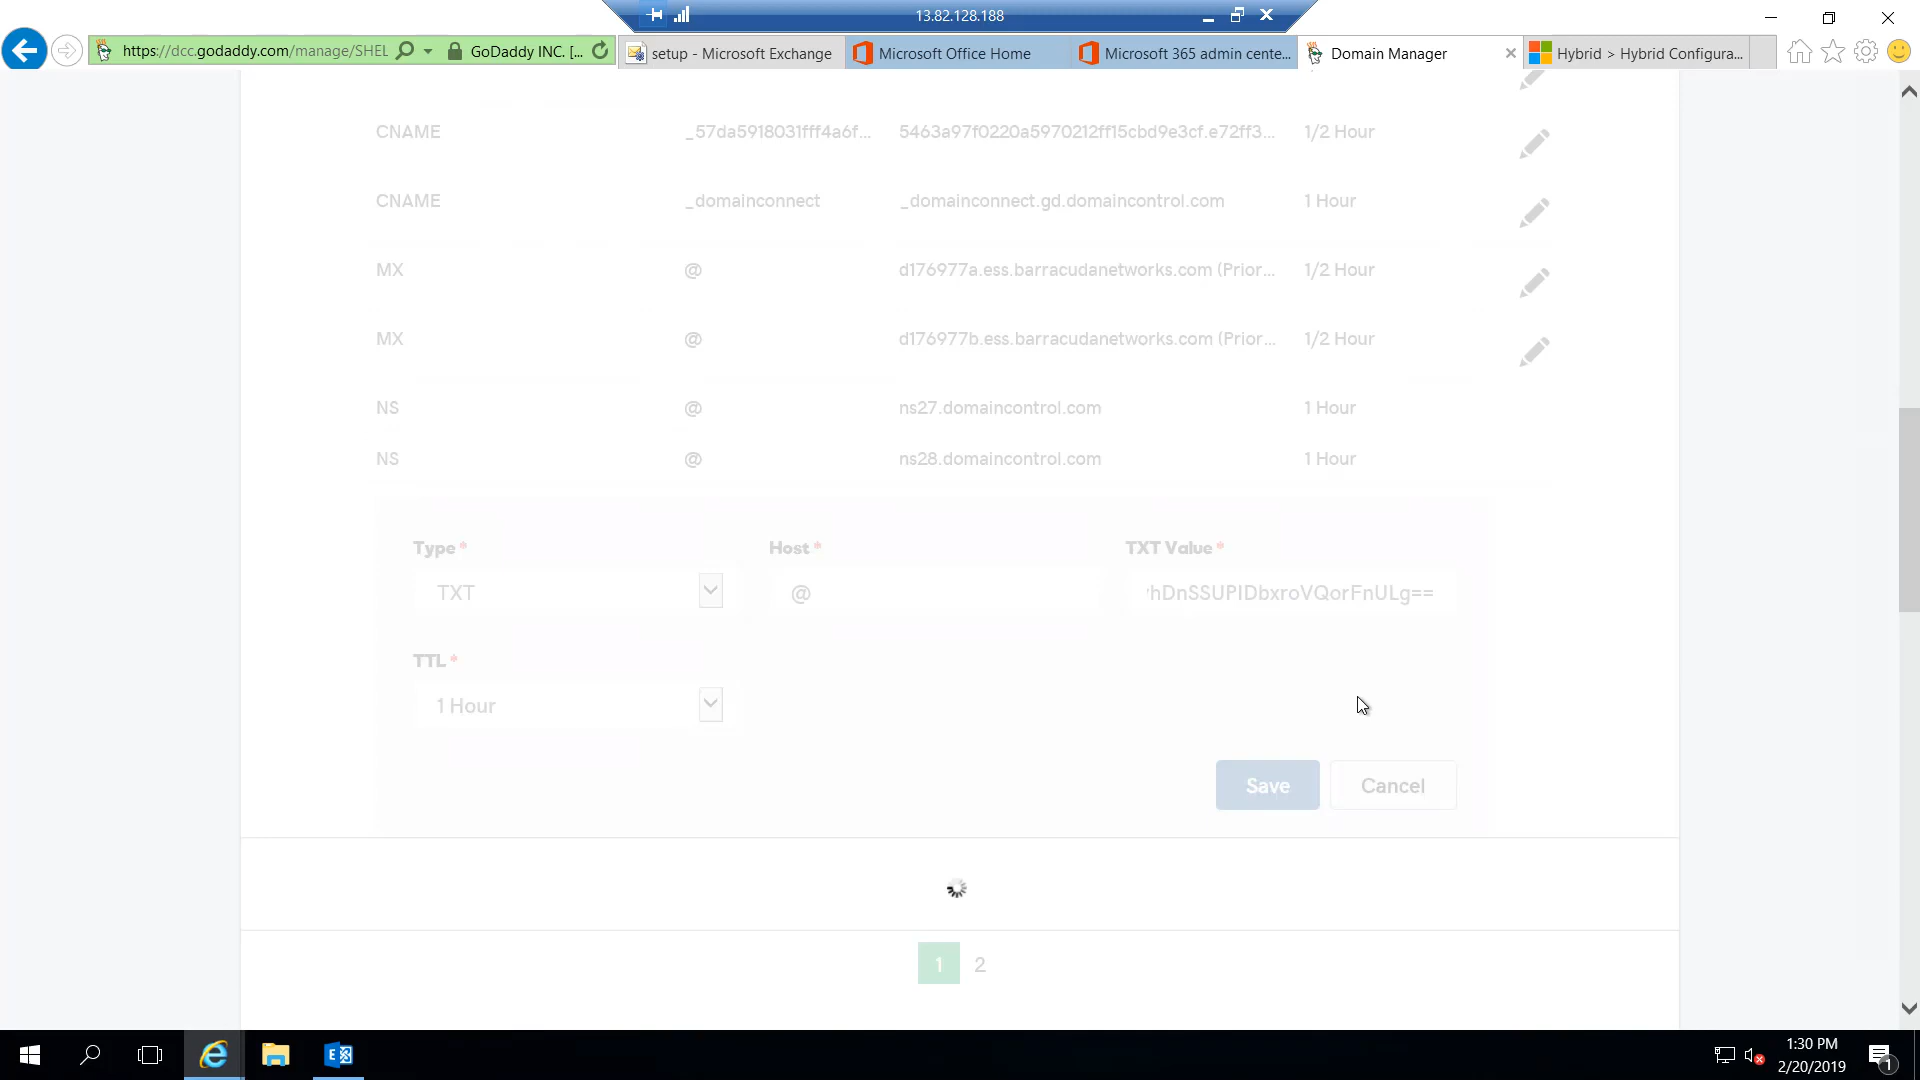 13.82.128.188
https://dcc.godaddy.com/manage/SHEL
GoDaddy INC. [...
setup - Microsoft Exchange
Microsoft Office Home
Microsoft 365 admin cente...
Domain Manager
Hybrid > Hybrid Configura...
CNAME _57da5918031fff4a6f... 5463a97f0220a5970212ff15cbd9e3cf.e72ff3... 1/2 Hour
CNAME _domainconnect _domainconnect.gd.domaincontrol.com 1 Hour
MX @ d176977a.ess.barracudanetworks.com (Prior... 1/2 Hour
MX @ d176977b.ess.barracudanetworks.com (Prior... 1/2 Hour
NS @ ns27.domaincontrol.com 1 Hour
NS @ ns28.domaincontrol.com 1 Hour
Type * Host * TXT Value *
TXT @ hDnSSUPIDbxroVQorFnULg==
TTL *
1 Hour
Save Cancel
1 2
1:30 PM
2/20/2019
1